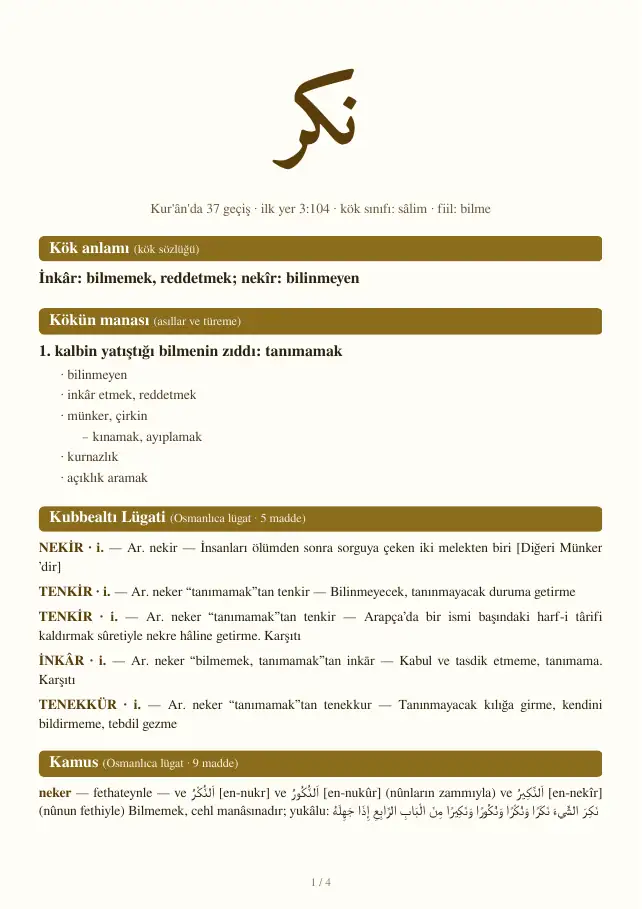 نكر
Kur'ân'da 37 geçiş · ilk yer 3:104 · kök sınıfı: sâlim · fiil: bilme
Kök anlamı (kök sözlüğü)
İnkâr: bilmemek, reddetmek; nekîr: bilinmeyen
Kökün manası (asıllar ve türeme)
1. kalbin yatıştığı bilmenin zıddı: tanımamak
· bilinmeyen
· inkâr etmek, reddetmek
· münker, çirkin
– kınamak, ayıplamak
· kurnazlık
· açıklık aramak
Kubbealtı Lügati (Osmanlıca lügat · 5 madde)
NEKİR · i. — Ar. nekir — İnsanları ölümden sonra sorguya çeken iki melekten biri [Diğeri Münker
'dir]
TENKİR · i. — Ar. neker “tanımamak”tan tenkir — Bilinmeyecek, tanınmayacak duruma getirme
TENKİR · i. — Ar. neker “tanımamak”tan tenkir — Arapça’da bir ismi başındaki harf-i târifi
kaldırmak sûretiyle nekre hâline getirme. Karşıtı
İNKÂR · i. — Ar. neker “bilmemek, tanımamak”tan inkār — Kabul ve tasdik etmeme, tanımama.
Karşıtı
TENEKKÜR · i. — Ar. neker “tanımamak”tan tenekkur — Tanınmayacak kılığa girme, kendini
bildirmeme, tebdil gezme
Kamus (Osmanlıca lügat · 9 madde)
neker — fethateynle — ve اَلنُّكْرُ [en-nukr] ve اَلنُّكُورُ [en-nukûr] (nûnların zammıyla) ve اَلنَّكِيرُ [en-nekîr]
(nûnun fethiyle) Bilmemek, cehl manâsınadır; yukâlu: نَكِرَ الشَّيْءَ نَكَرًا وَنُكْرًا وَنُكُورًا وَنَكِيرًا مِنَ الْبَابِ الرَّابِعِ إِذَا جَهِلَهُ
1 / 4